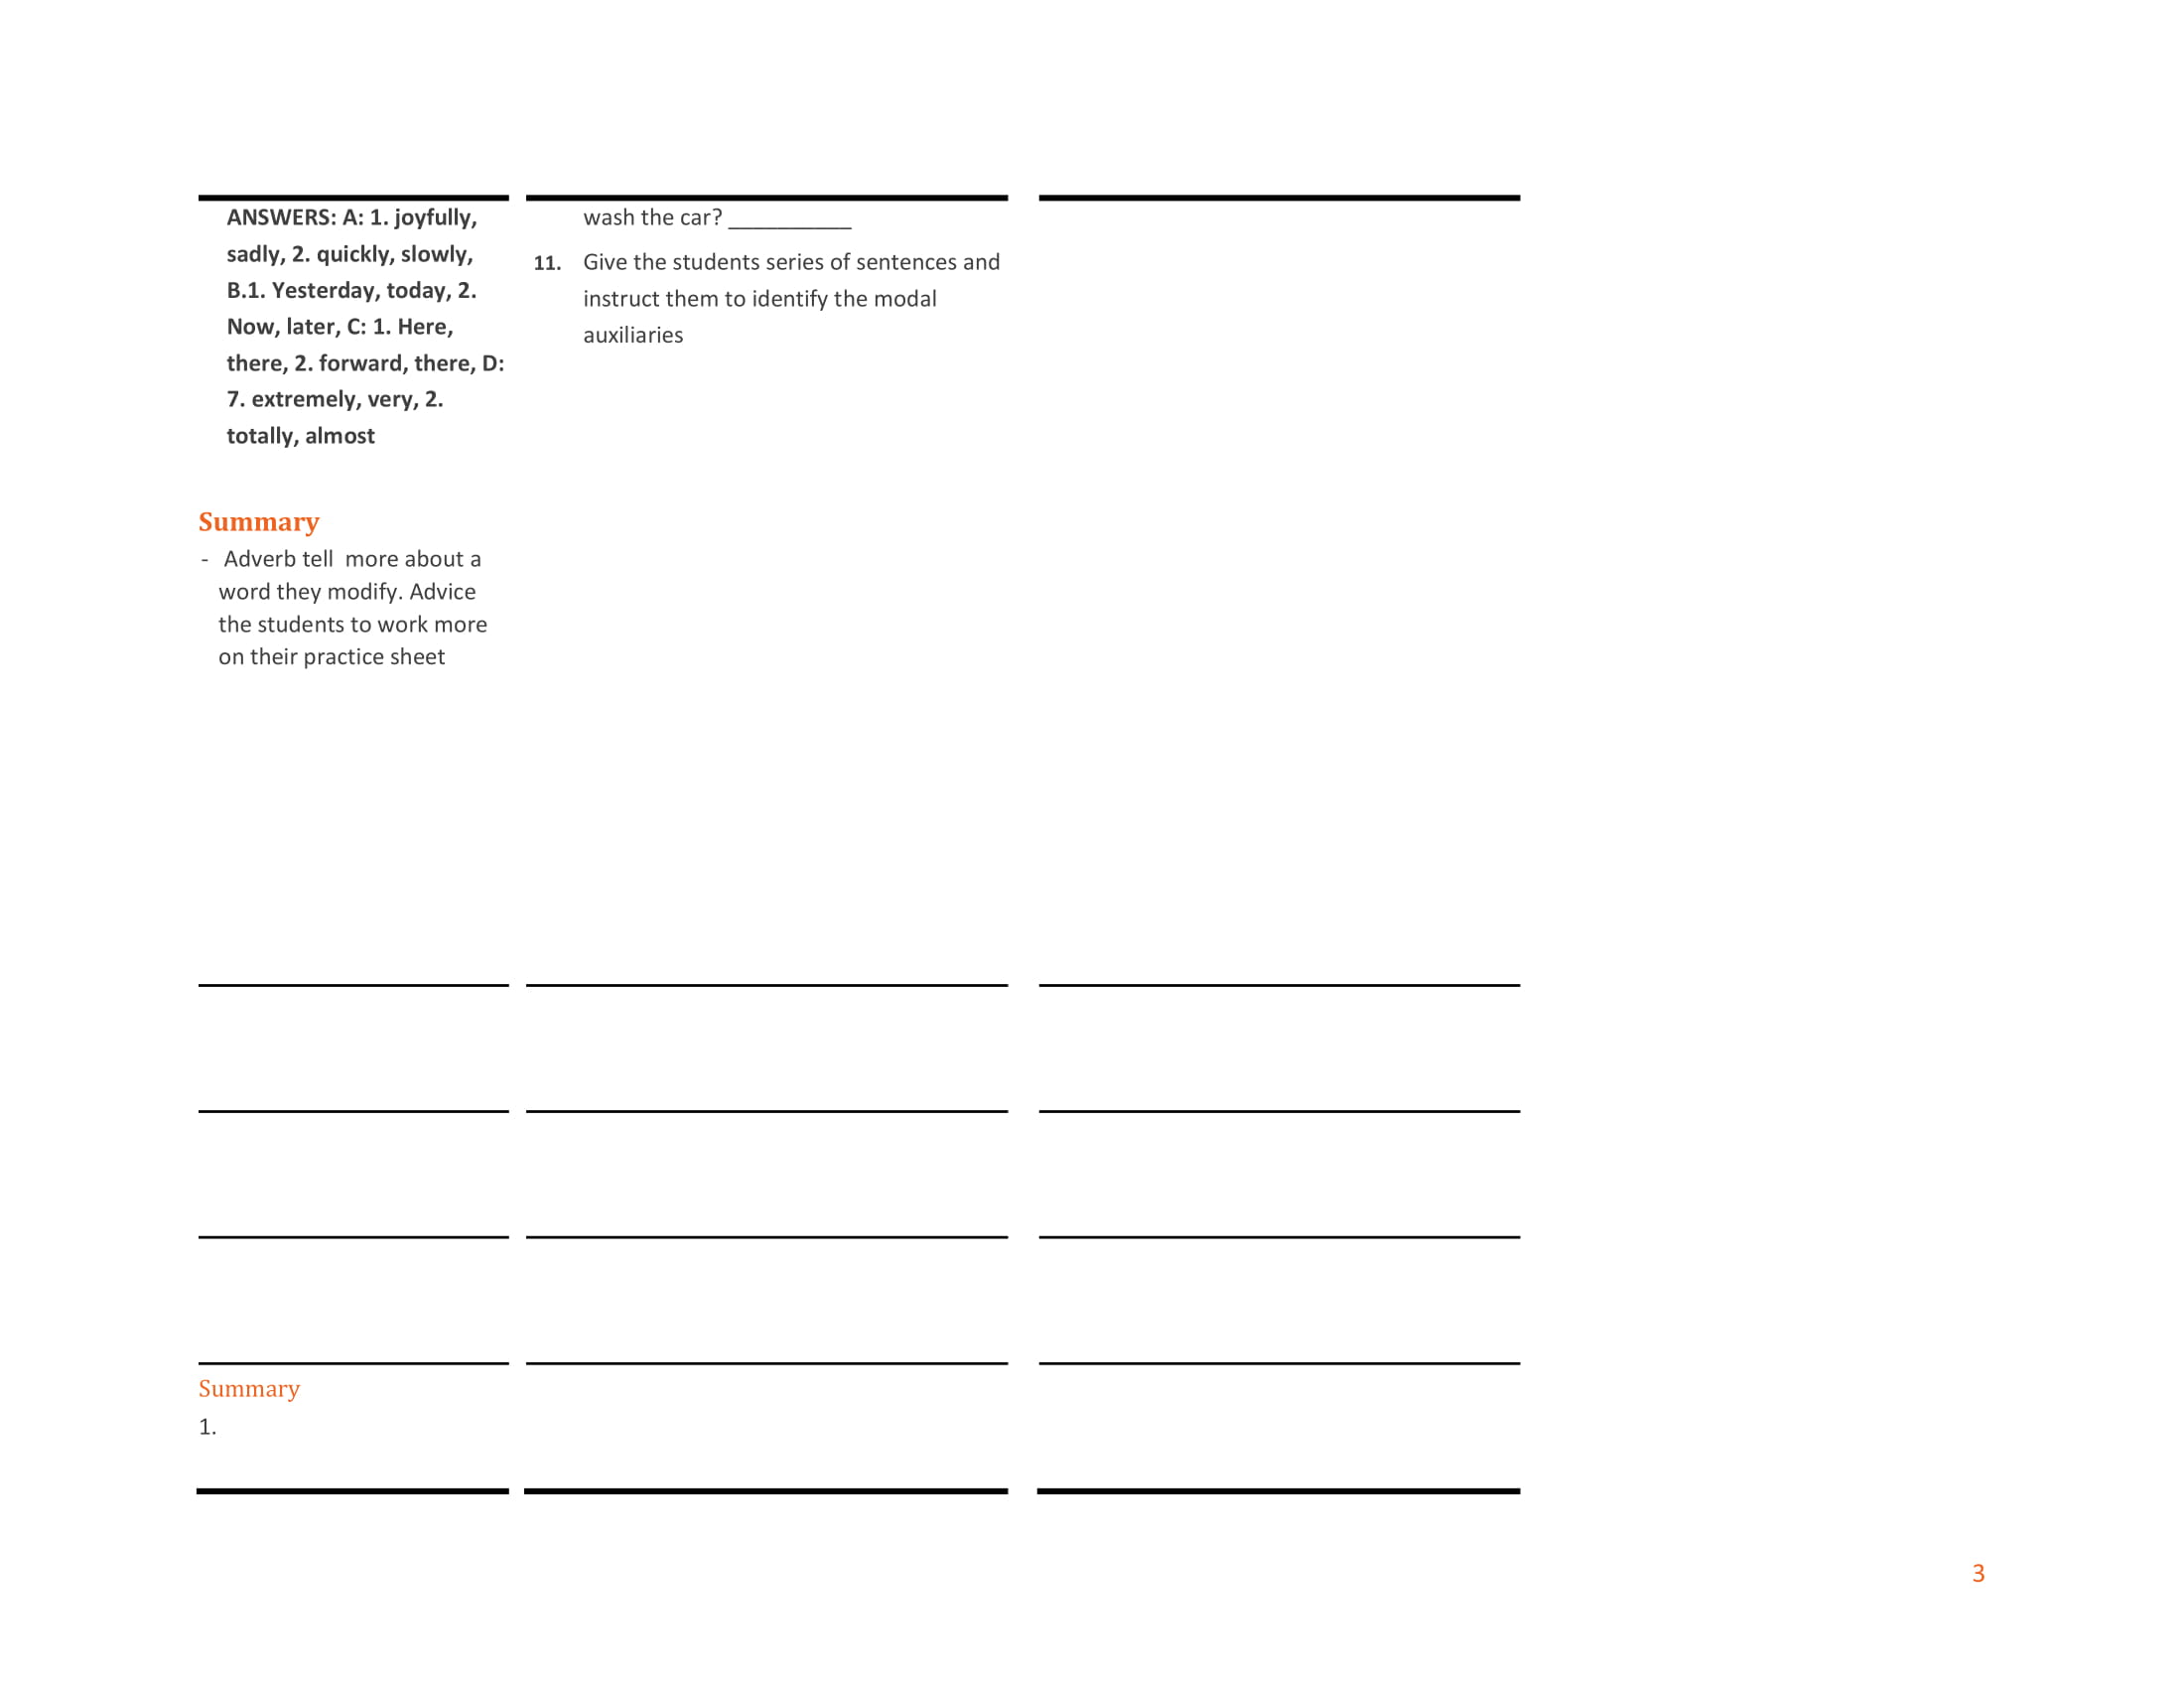 ANSWERS: A: 1. joyfully,
sadly, 2. quickly, slowly,
B.1. Yesterday, today, 2.
Now, later, C: 1. Here,
there, 2. forward, there, D:
7. extremely, very, 2.
totally, almost
Summary
- Adverb tell  more about a
word they modify. Advice
the students to work more
on their practice sheet
wash the car? __________
11. Give the students series of sentences and
instruct them to identify the modal
auxiliaries
Summary
1.
3